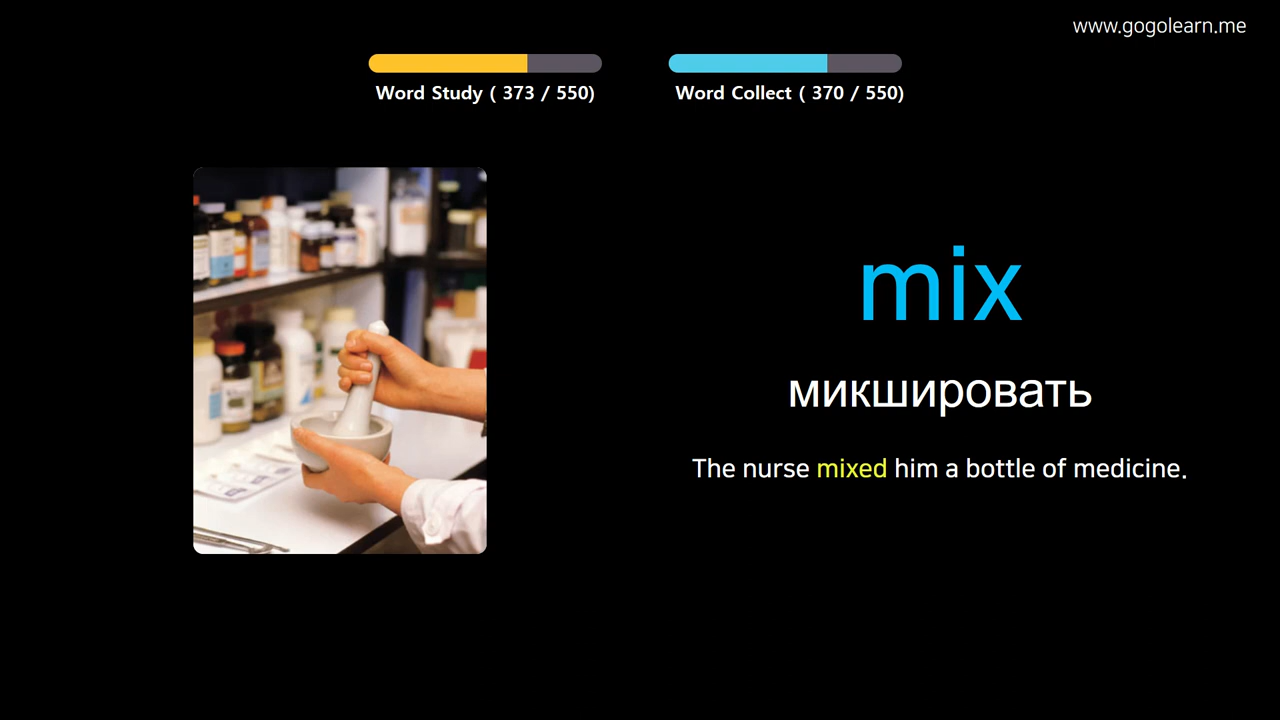 www.gogolearn.me
Word Study ( 373 / 550)
Word Collect ( 370 / 550)
mix
микшировать
The nurse mixed him a bottle of medicine.